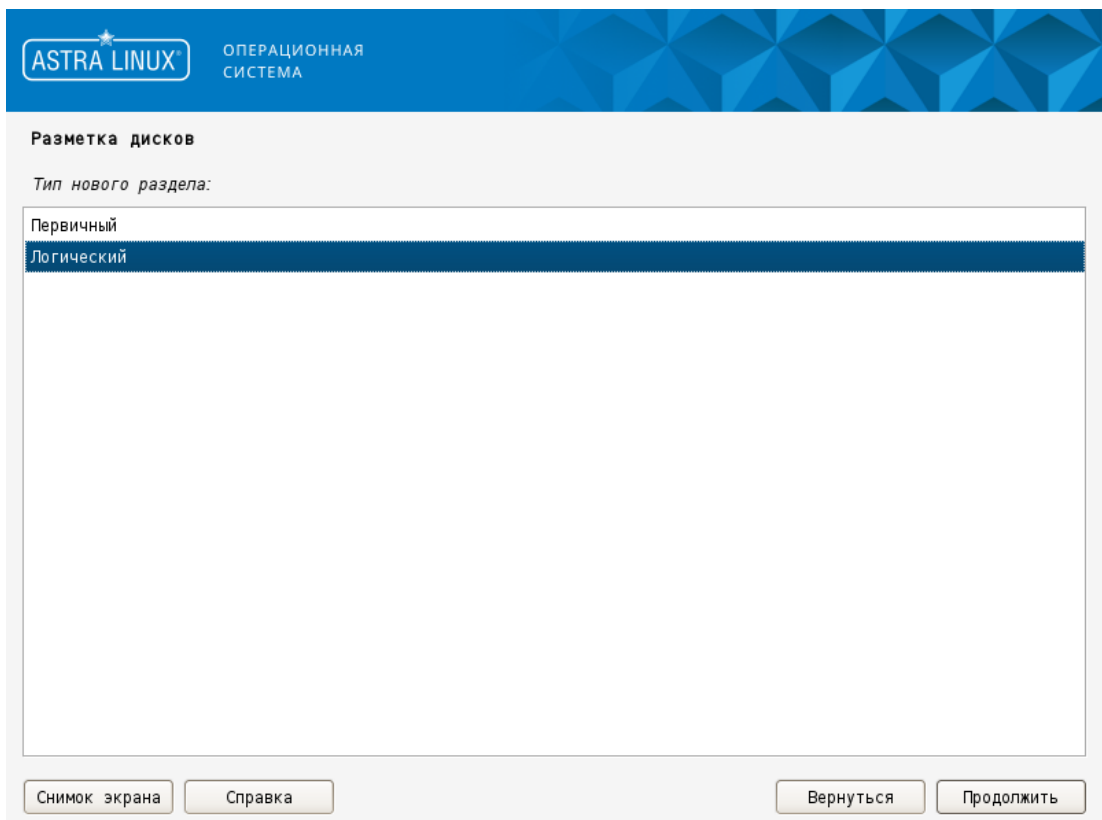 ASTRA LINUX®
ОПЕРАЦИОННАЯ
СИСТЕМА
Разметка дисков
Тип нового раздела:
Первичный
Логический
Снимок экрана
Справка
Вернуться
Продолжить